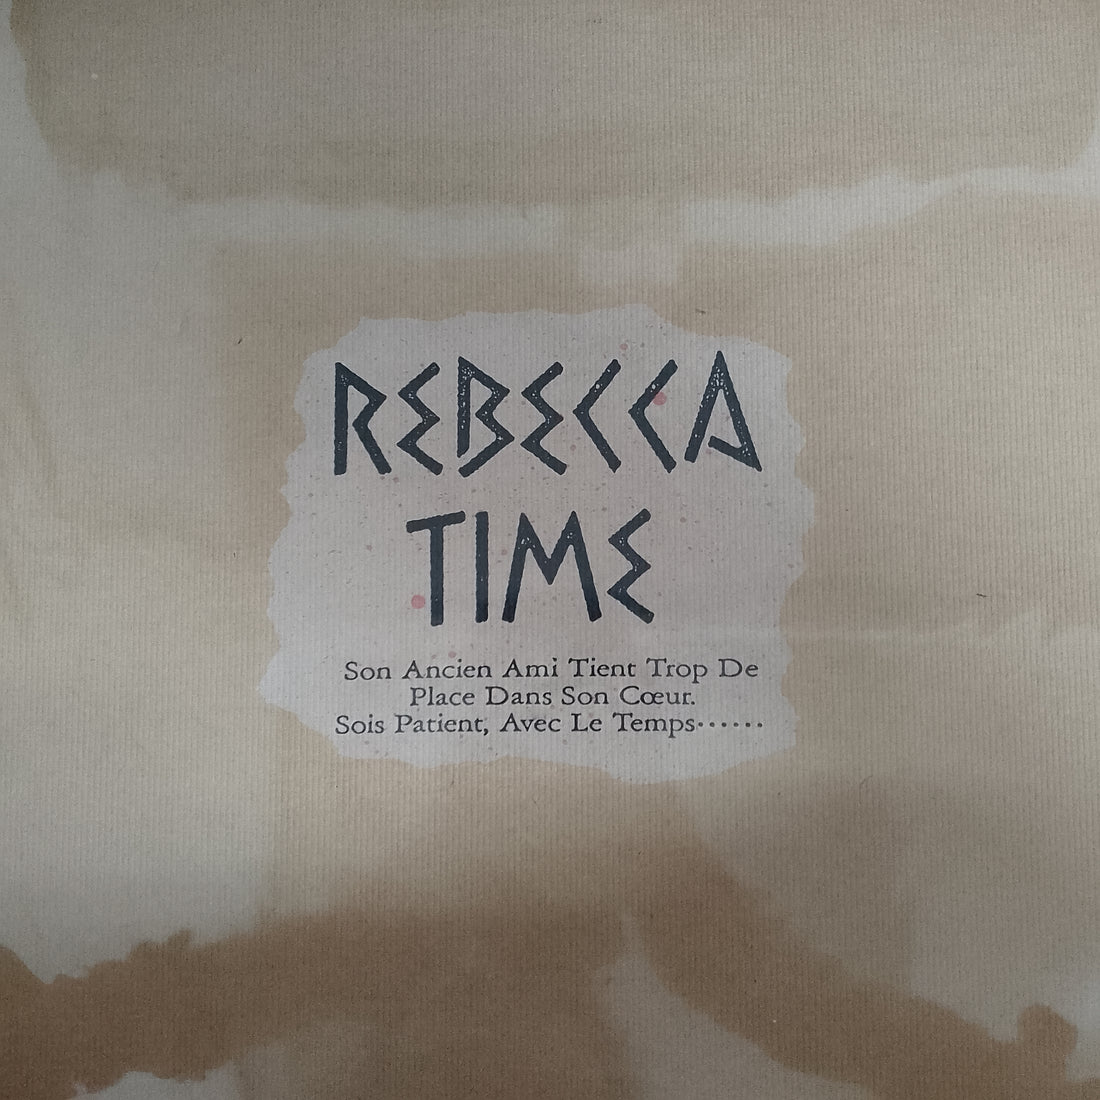 REBECCA
TIME
Son Ancien Ami Tient Trop De
Place Dans Son Cœur.
Sois Patient, Avec Le Temps······